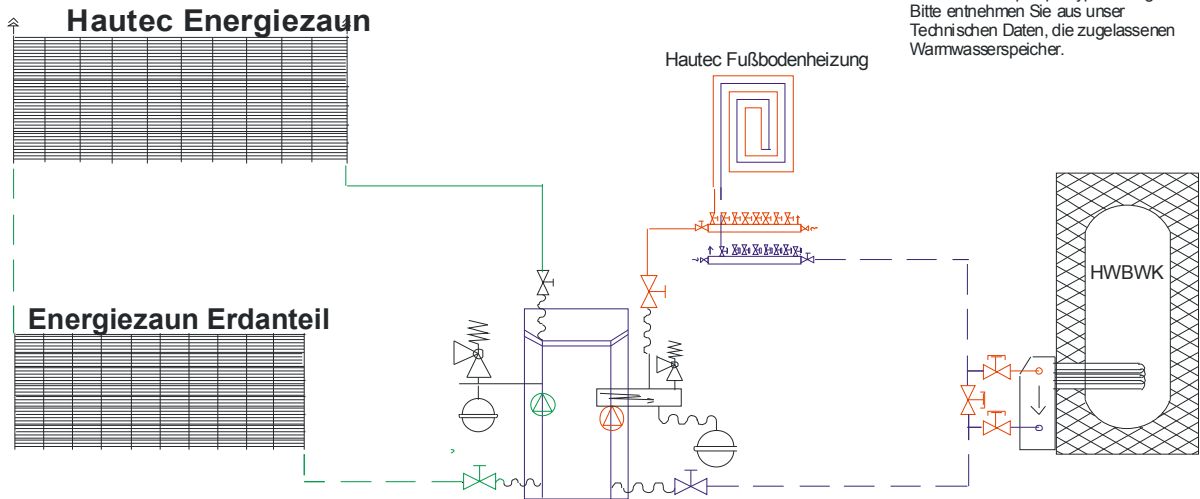 Hautec Energiezaun
Bitte entnehmen Sie aus unser
Technischen Daten, die zugelassenen
Warmwasserspeicher.
Hautec Fußbodenheizung
HWBWK
Energiezaun Erdanteil